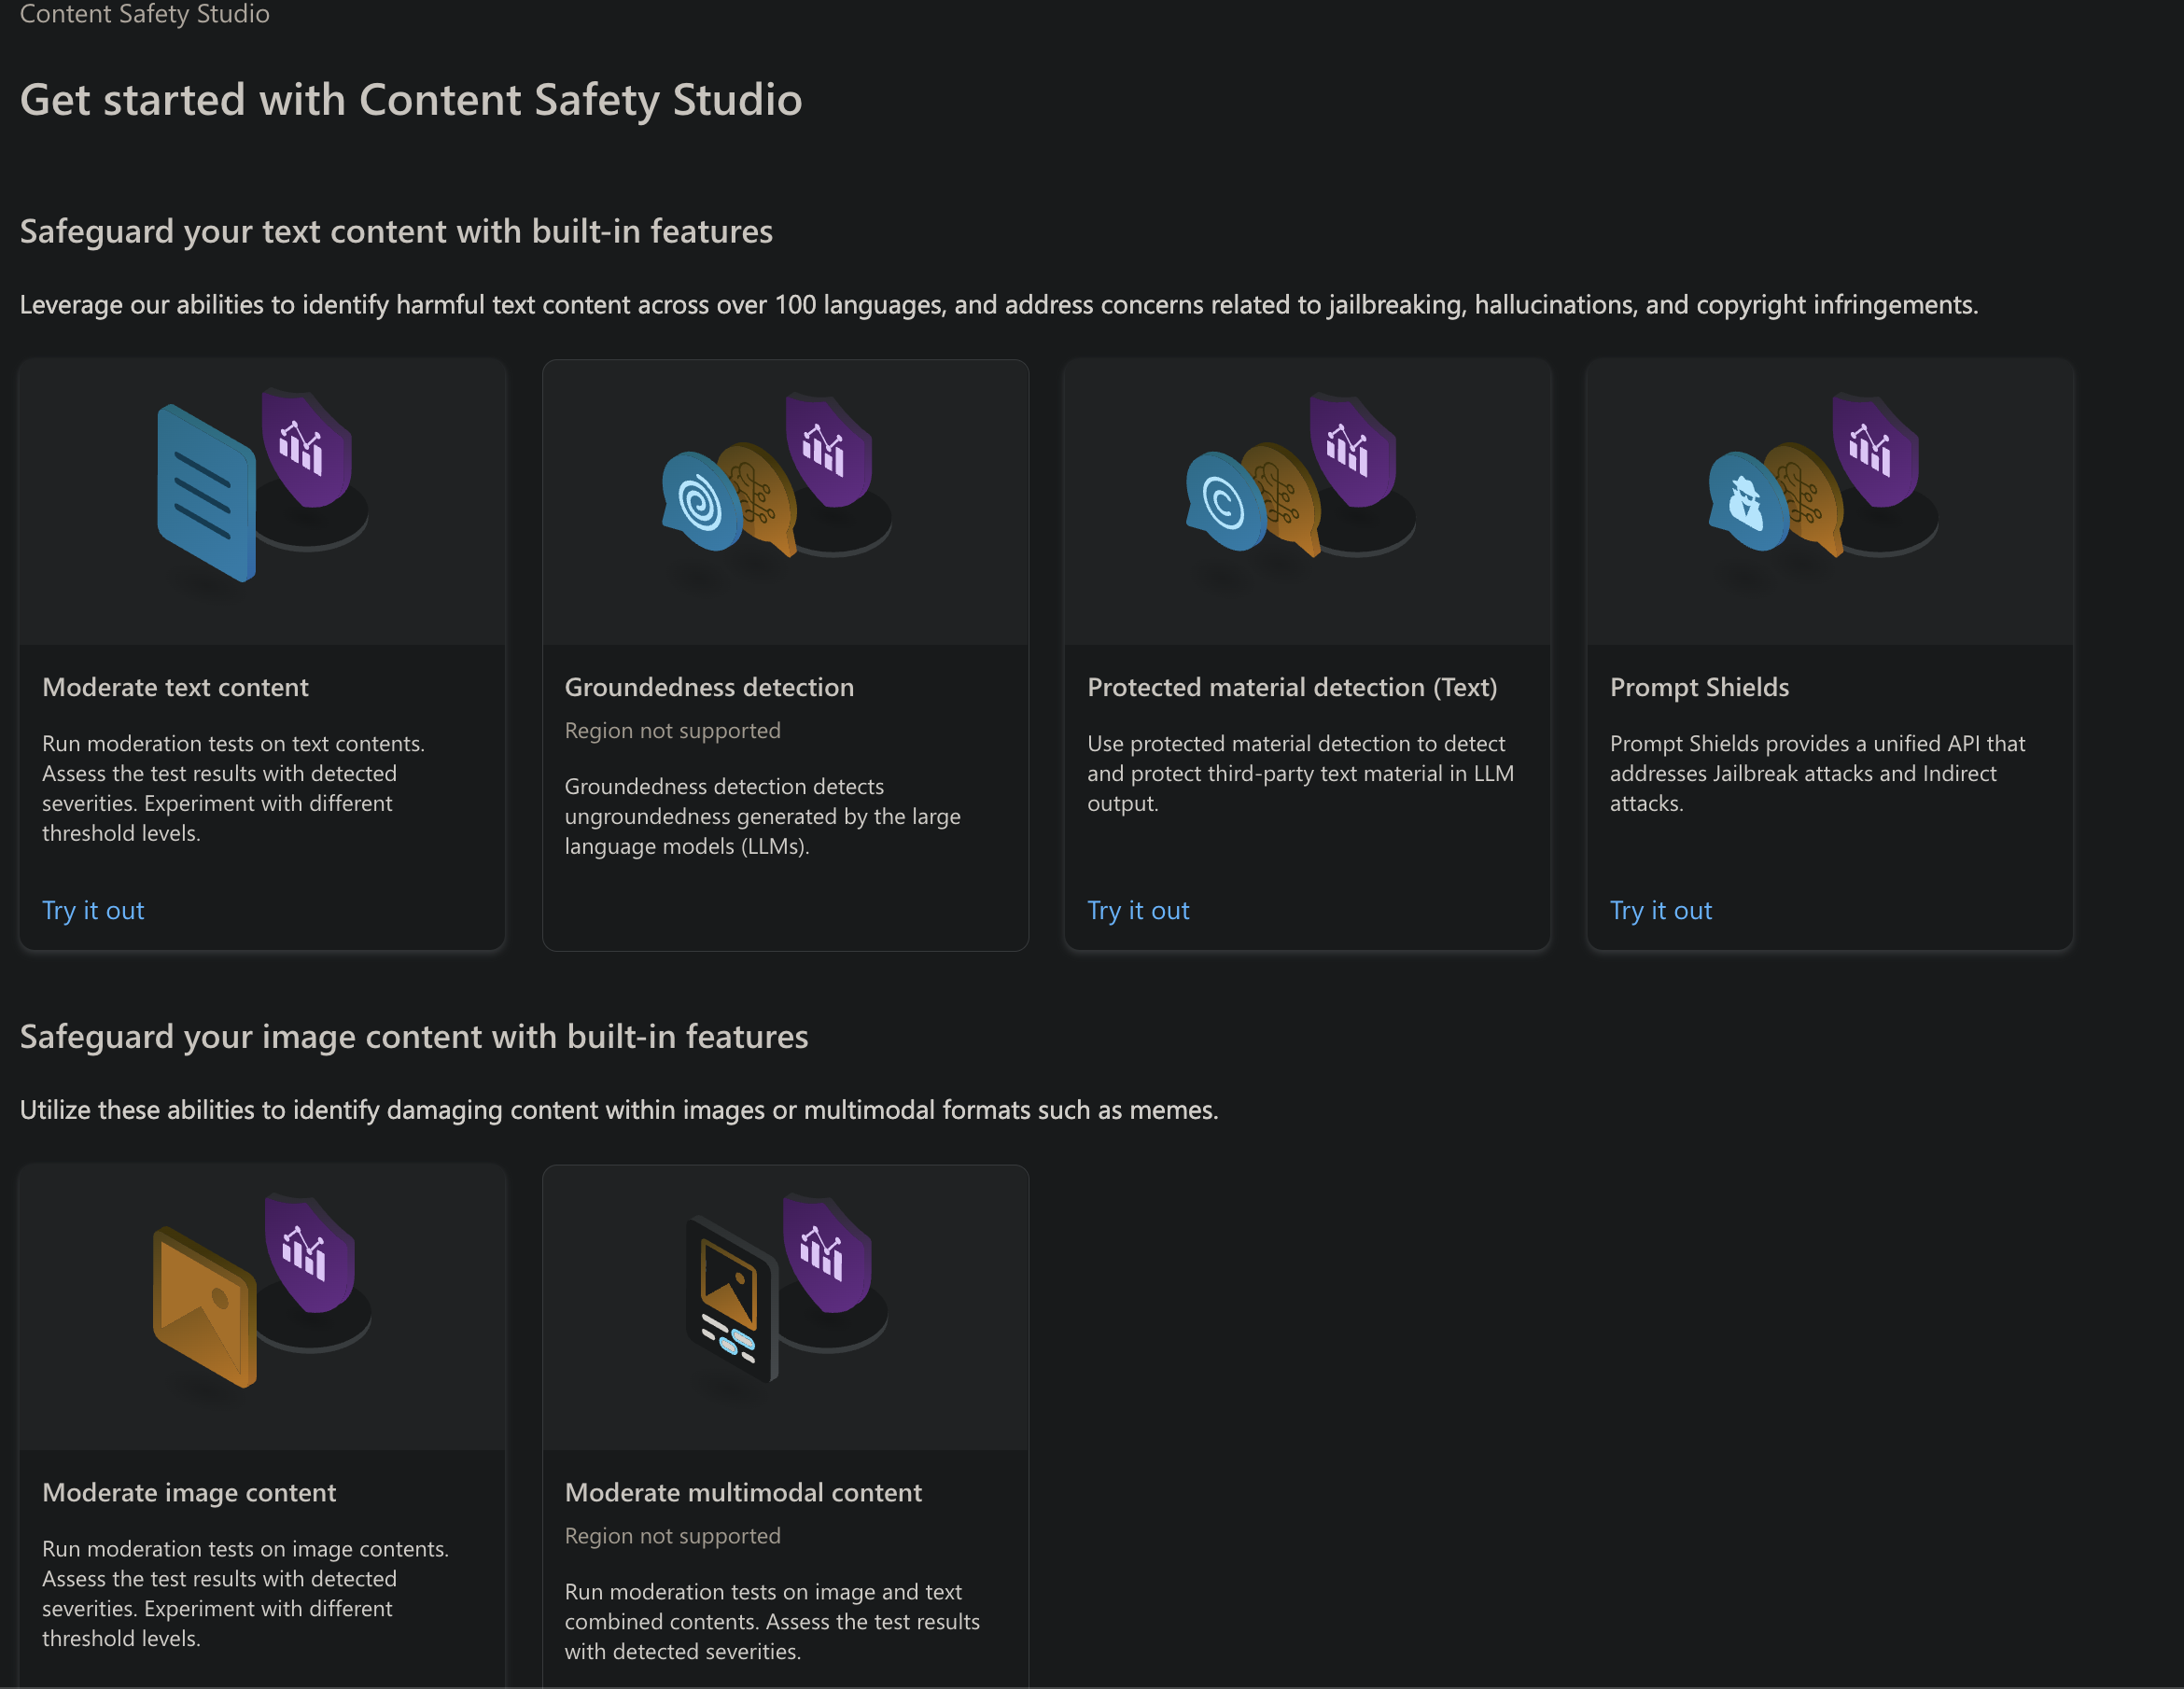 Content Safety Studio
Get started with Content Safety Studio
Safeguard your text content with built-in features
Leverage our abilities to identify harmful text content across over 100 languages, and address concerns related to jailbreaking, hallucinations, and copyright infringements.
Moderate text content
Run moderation tests on text contents.
Assess the test results with detected
severities. Experiment with different
threshold levels.
Try it out
Groundedness detection
Region not supported
Groundedness detection detects
ungroundedness generated by the large
language models (LLMs).
Protected material detection (Text)
Use protected material detection to detect
and protect third-party text material in LLM
output.
Try it out
Prompt Shields
Prompt Shields provides a unified API that
addresses Jailbreak attacks and Indirect
attacks.
Try it out
Safeguard your image content with built-in features
Utilize these abilities to identify damaging content within images or multimodal formats such as memes.
Moderate image content
Run moderation tests on image contents.
Assess the test results with detected
severities. Experiment with different
threshold levels.
Moderate multimodal content
Region not supported
Run moderation tests on image and text
combined contents. Assess the test results
with detected severities.